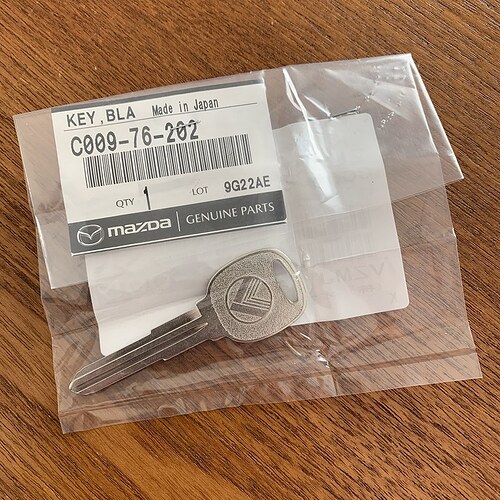 KEY,BLA Made in Japan
C009-76-202
QTY 1 LOT 9G22AE
mazda GENUINE PARTS